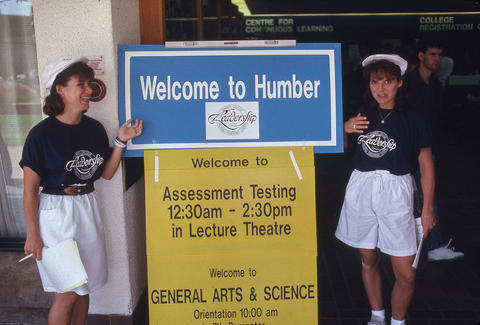 CENTRE FOR
CONTINUOUS LEARNING
COLLEGE
REGISTRATION
Welcome to Humber
Leadership
Leadership
Leadership
Welcome to
Assessment Testing
12:30am - 2:30pm
in Lecture Theatre
Welcome to
GENERAL ARTS & SCIENCE
Orientation 10:00 am